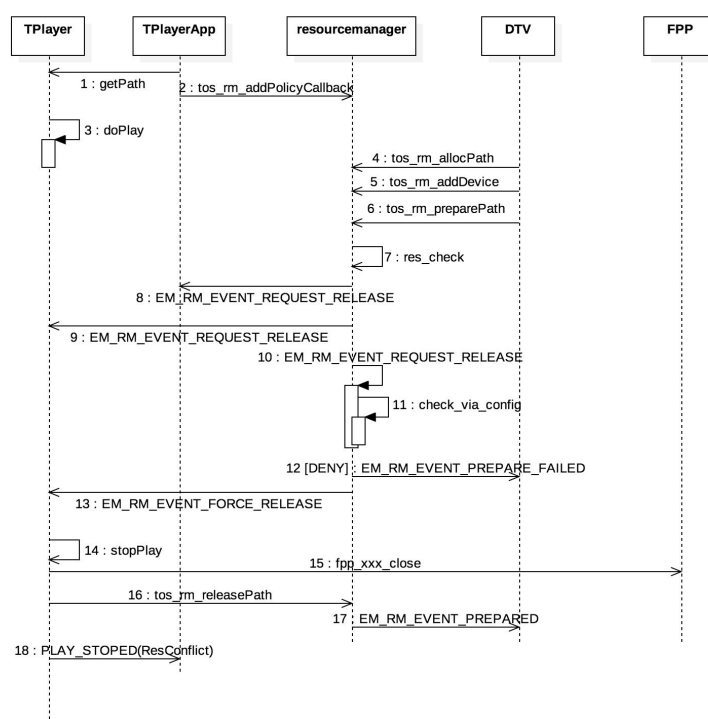 TPlayer
TPlayerApp
resourcemanager
DTV
FPP
1 : getPath
2 : tos_rm_addPolicyCallback
3 : doPlay
4 : tos_rm_allocPath
5 : tos_rm_addDevice
6 : tos_rm_preparePath
7 : res_check
8 : EM_RM_EVENT_REQUEST_RELEASE
9 : EM_RM_EVENT_REQUEST_RELEASE
10 : EM_RM_EVENT_REQUEST_RELEASE
11 : check_via_config
12 [DENY] : EM_RM_EVENT_PREPARE_FAILED
13 : EM_RM_EVENT_FORCE_RELEASE
14 : stopPlay
15 : fpp_xxx_close
16 : tos_rm_releasePath
17 : EM_RM_EVENT_PREPARED
18 : PLAY_STOPED(ResConflict)